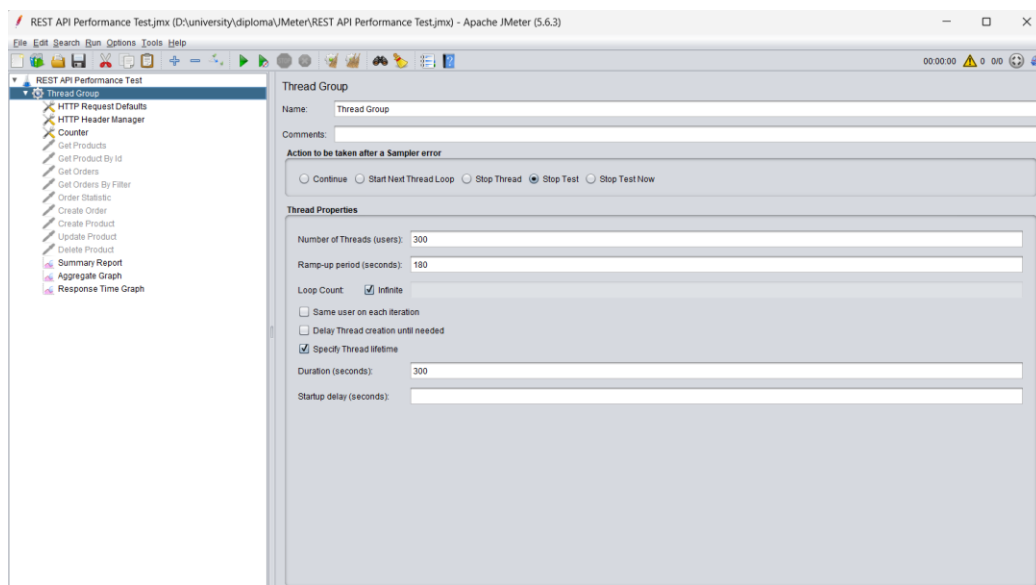 REST API Performance Test.jmx (D:\university\diploma\JMeter\REST API Performance Test.jmx) - Apache JMeter (5.6.3)
File Edit Search Run Options Tools Help
00:00:00 0 0/0
REST API Performance Test
Thread Group
HTTP Request Defaults
HTTP Header Manager
Counter
Get Products
Get Product By Id
Get Orders
Get Orders By Filter
Order Statistic
Create Order
Create Product
Update Product
Delete Product
Summary Report
Aggregate Graph
Response Time Graph
Thread Group
Name: Thread Group
Comments:
Action to be taken after a Sampler error
Continue Start Next Thread Loop Stop Thread Stop Test Stop Test Now
Thread Properties
Number of Threads (users): 300
Ramp-up period (seconds): 180
Loop Count: Infinite
Same user on each iteration
Delay Thread creation until needed
Specify Thread lifetime
Duration (seconds): 300
Startup delay (seconds):